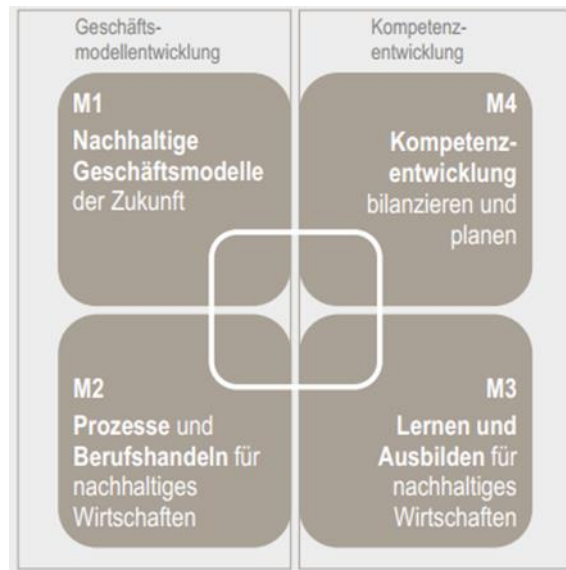 Geschäfts-
modellentwicklung
M1
Nachhaltige
Geschäftsmodelle
der Zukunft
M2
Prozesse und
Berufshandeln für
nachhaltiges
Wirtschaften
Kompetenz-
entwicklung
M4
Kompetenz-
entwicklung
bilanzieren und
planen
M3
Lernen und
Ausbilden für
nachhaltiges
Wirtschaften